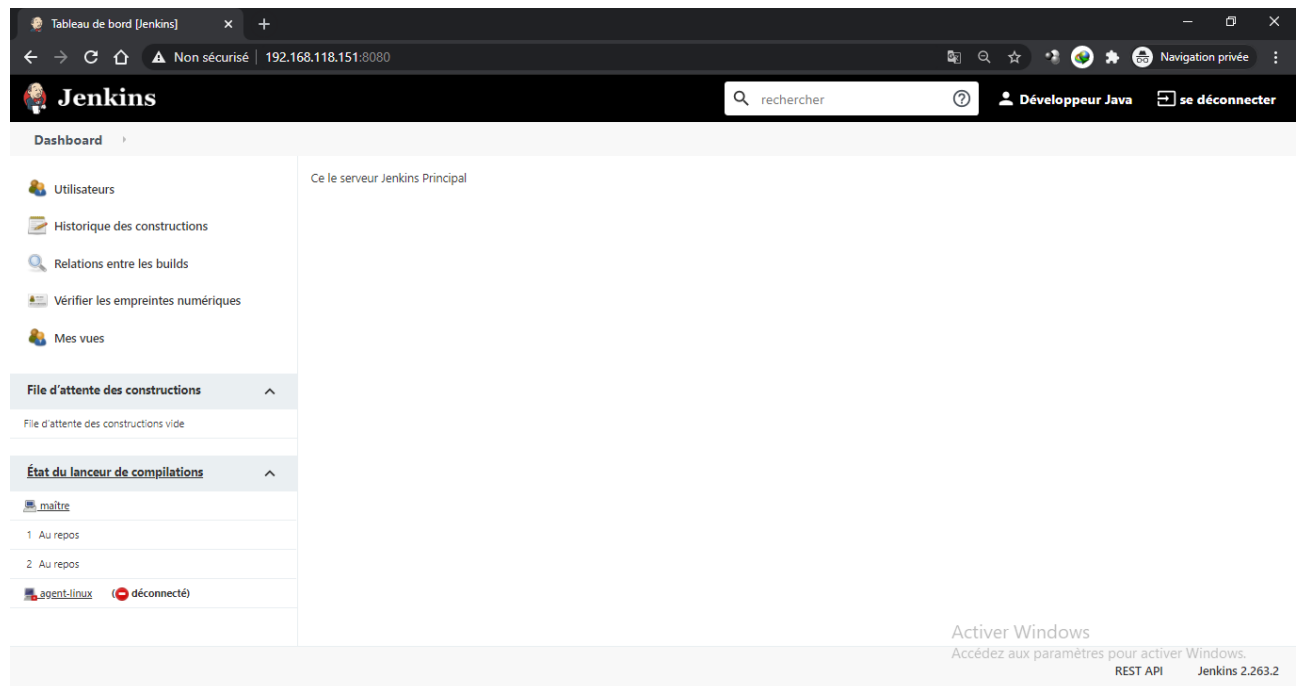 Tableau de bord [Jenkins]
Non sécurisé | 192.168.118.151:8080
Navigation privée
Jenkins
rechercher
Développeur Java
se déconnecter
Dashboard
Utilisateurs
Ce le serveur Jenkins Principal
Historique des constructions
Relations entre les builds
Vérifier les empreintes numériques
Mes vues
File d'attente des constructions
File d'attente des constructions vide
État du lanceur de compilations
maître
1 Au repos
2 Au repos
agent-linux (déconnecté)
Activer Windows
Accédez aux paramètres pour activer Windows.
REST API Jenkins 2.263.2